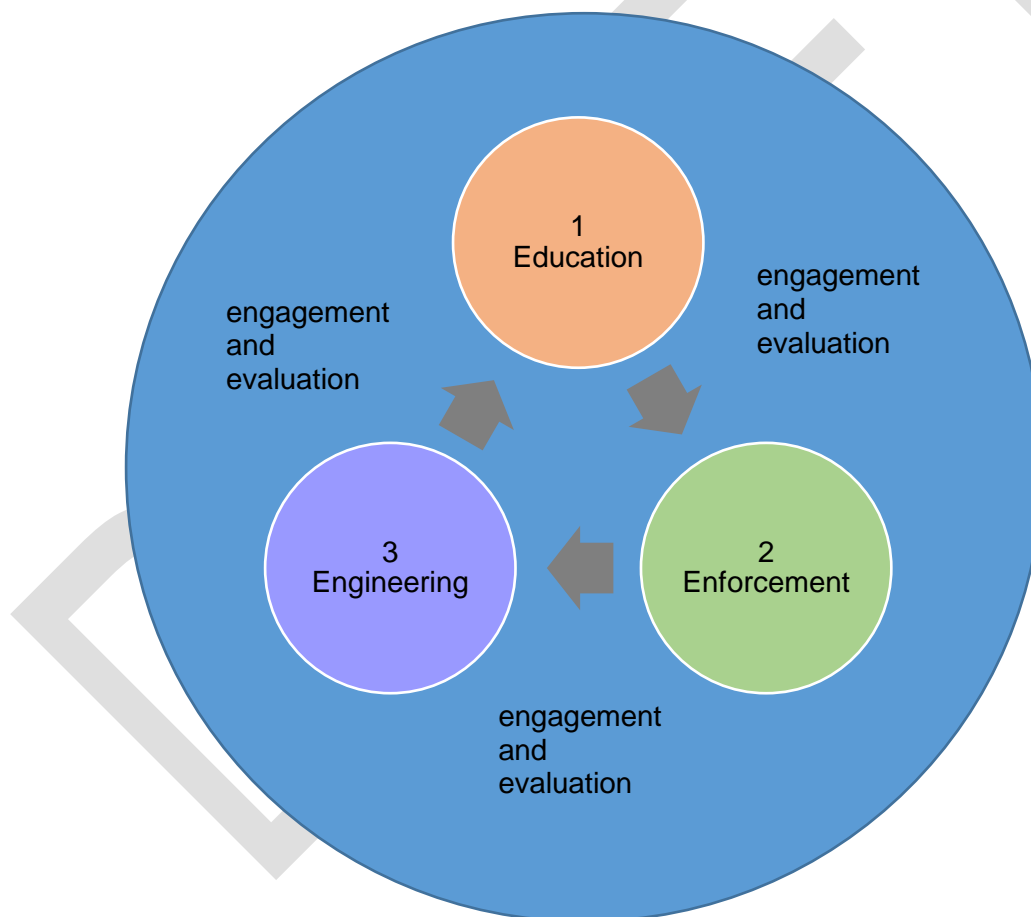 1
Education
engagement
and
evaluation
engagement
and
evaluation
3
Engineering
2
Enforcement
engagement
and
evaluation